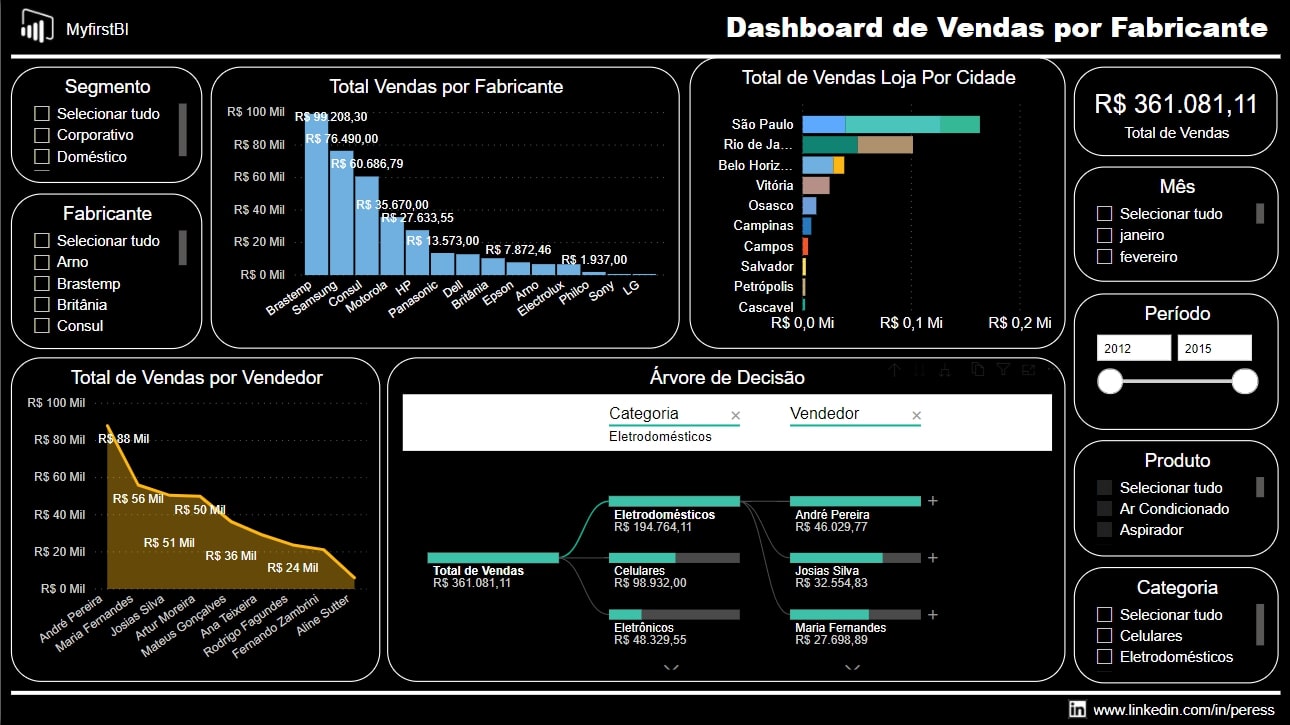 MyfirstBI
Dashboard de Vendas por Fabricante
Segmento
Selecionar tudo
Corporativo
Doméstico
Fabricante
Selecionar tudo
Arno
Brastemp
Britânia
Consul
Total Vendas por Fabricante
R$ 100 Mil
R$ 80 Mil
R$ 60 Mil
R$ 40 Mil
R$ 20 Mil
R$ 0 Mil
R$ 99.208,30
R$ 76.490,00
R$ 60.686,79
R$ 35.670,00
R$ 27.633,55
R$ 13.573,00
R$ 7.872,46
R$ 1.937,00
Brastemp
Samsung
Consul
Motorola
HP
Panasonic
Dell
Britânia
Epson
Arno
Electrolux
Philco
Sony
LG
Total de Vendas Loja Por Cidade
São Paulo
Rio de Ja...
Belo Horiz...
Vitória
Osasco
Campinas
Campos
Salvador
Petrópolis
Cascavel
R$ 0,0 Mi
R$ 0,1 Mi
R$ 0,2 Mi
R$ 361.081,11
Total de Vendas
Mês
Selecionar tudo
janeiro
fevereiro
Período
2012
2015
Produto
Selecionar tudo
Ar Condicionado
Aspirador
Categoria
Selecionar tudo
Celulares
Eletrodomésticos
Total de Vendas por Vendedor
R$ 100 Mil
R$ 80 Mil
R$ 60 Mil
R$ 40 Mil
R$ 20 Mil
R$ 0 Mil
R$ 88 Mil
R$ 56 Mil
R$ 51 Mil
R$ 50 Mil
R$ 36 Mil
R$ 24 Mil
André Pereira
Maria Fernandes
Josias Silva
Artur Moreira
Mateus Gonçalves
Ana Teixeira
Rodrigo Fagundes
Fernando Zambrini
Aline Sutter
Árvore de Decisão
Categoria
Eletrodomésticos
Vendedor
Total de Vendas
R$ 361.081,11
Eletrodomésticos
R$ 194.764,11
Celulares
R$ 98.932,00
Eletrônicos
R$ 48.329,55
André Pereira
R$ 46.029,77
Josias Silva
R$ 32.554,83
Maria Fernandes
R$ 27.698,89
in www.linkedin.com/in/peress